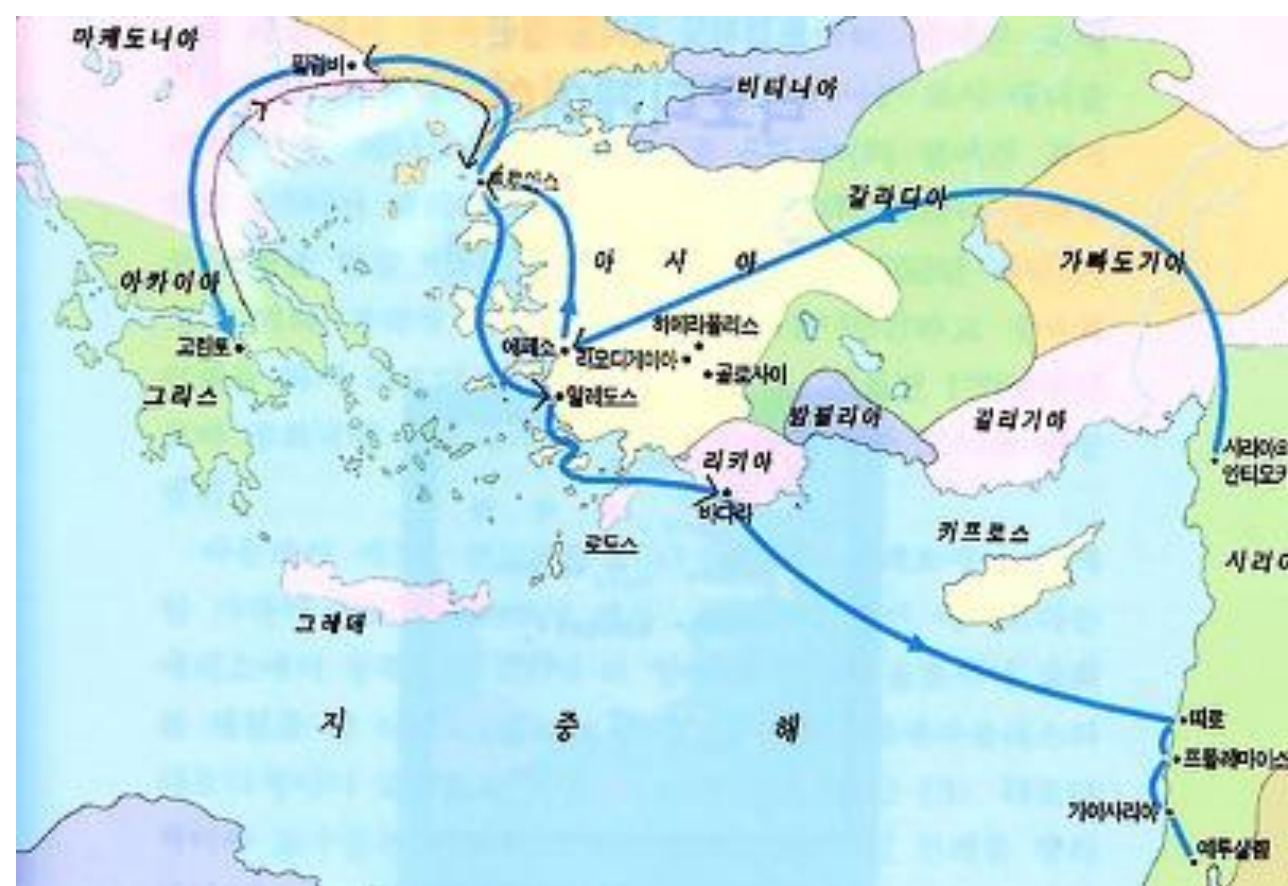 마케도니아
필립비
비티니아
트로아스
갈라디아
아 시 아
가빠도기아
아카이아
히에라폴리스
고린토
에페소
라오디게이아
골로사이
그리스
밀레도스
밤필리아
길리기아
리키아
시리아의
안티오키
바다라
키프로스
로드스
시리아
그레데
지 중 해
띠로
프톨레마이스
가이사리아
예루살렘